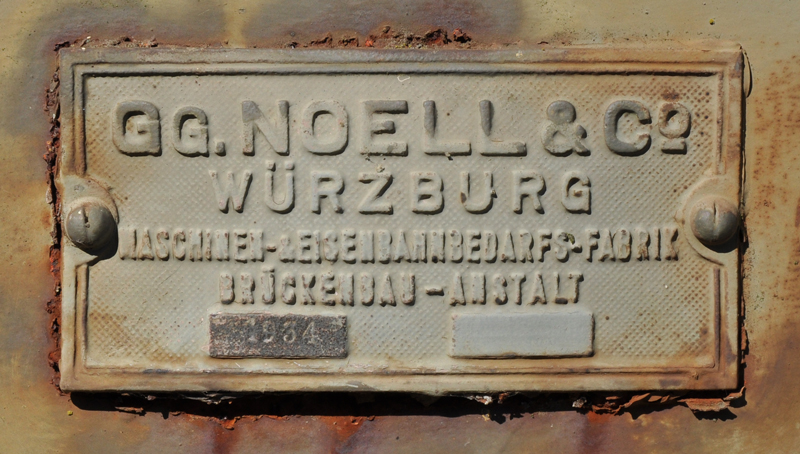 GG. NOELL & Cº
WÜRZBURG
MASCHINEN-&EISENBAHNBEDARFS-FABRIK
BRÜCKENBAU-ANSTALT
1934